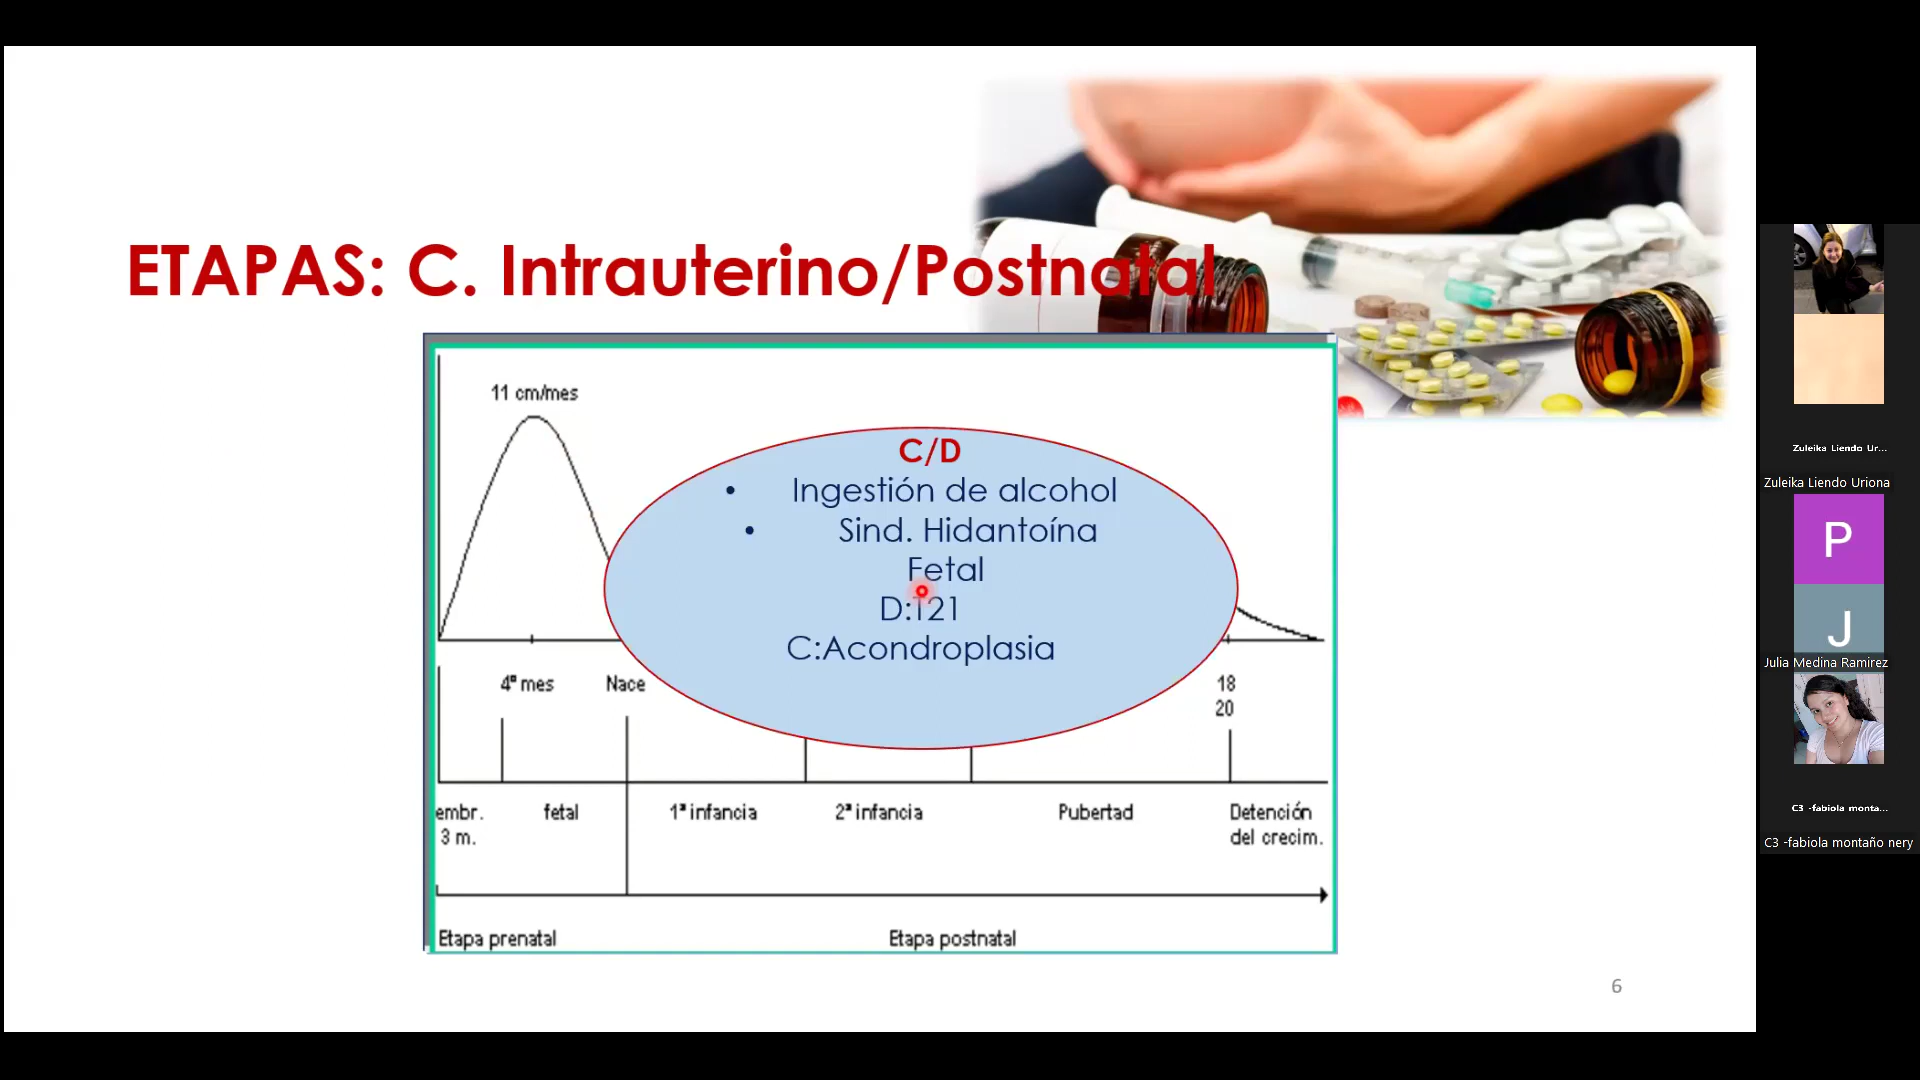 ETAPAS: C. Intrauterino/Postnatal
11 cm/mes
C/D
• Ingestión de alcohol
• Sind. Hidantoína
Fetal
D:T21
C:Acondroplasia
4º mes
Nace
18
20
embr.
3 m.
fetal
1ª infancia
2ª infancia
Pubertad
Detención
del crecim.
Etapa prenatal
Etapa postnatal
6
Zuleika Liendo Ur...
Zuleika Liendo Uriona
P
J
Julia Medina Ramirez
C3 -fabiola monta...
C3 -fabiola montaño nery